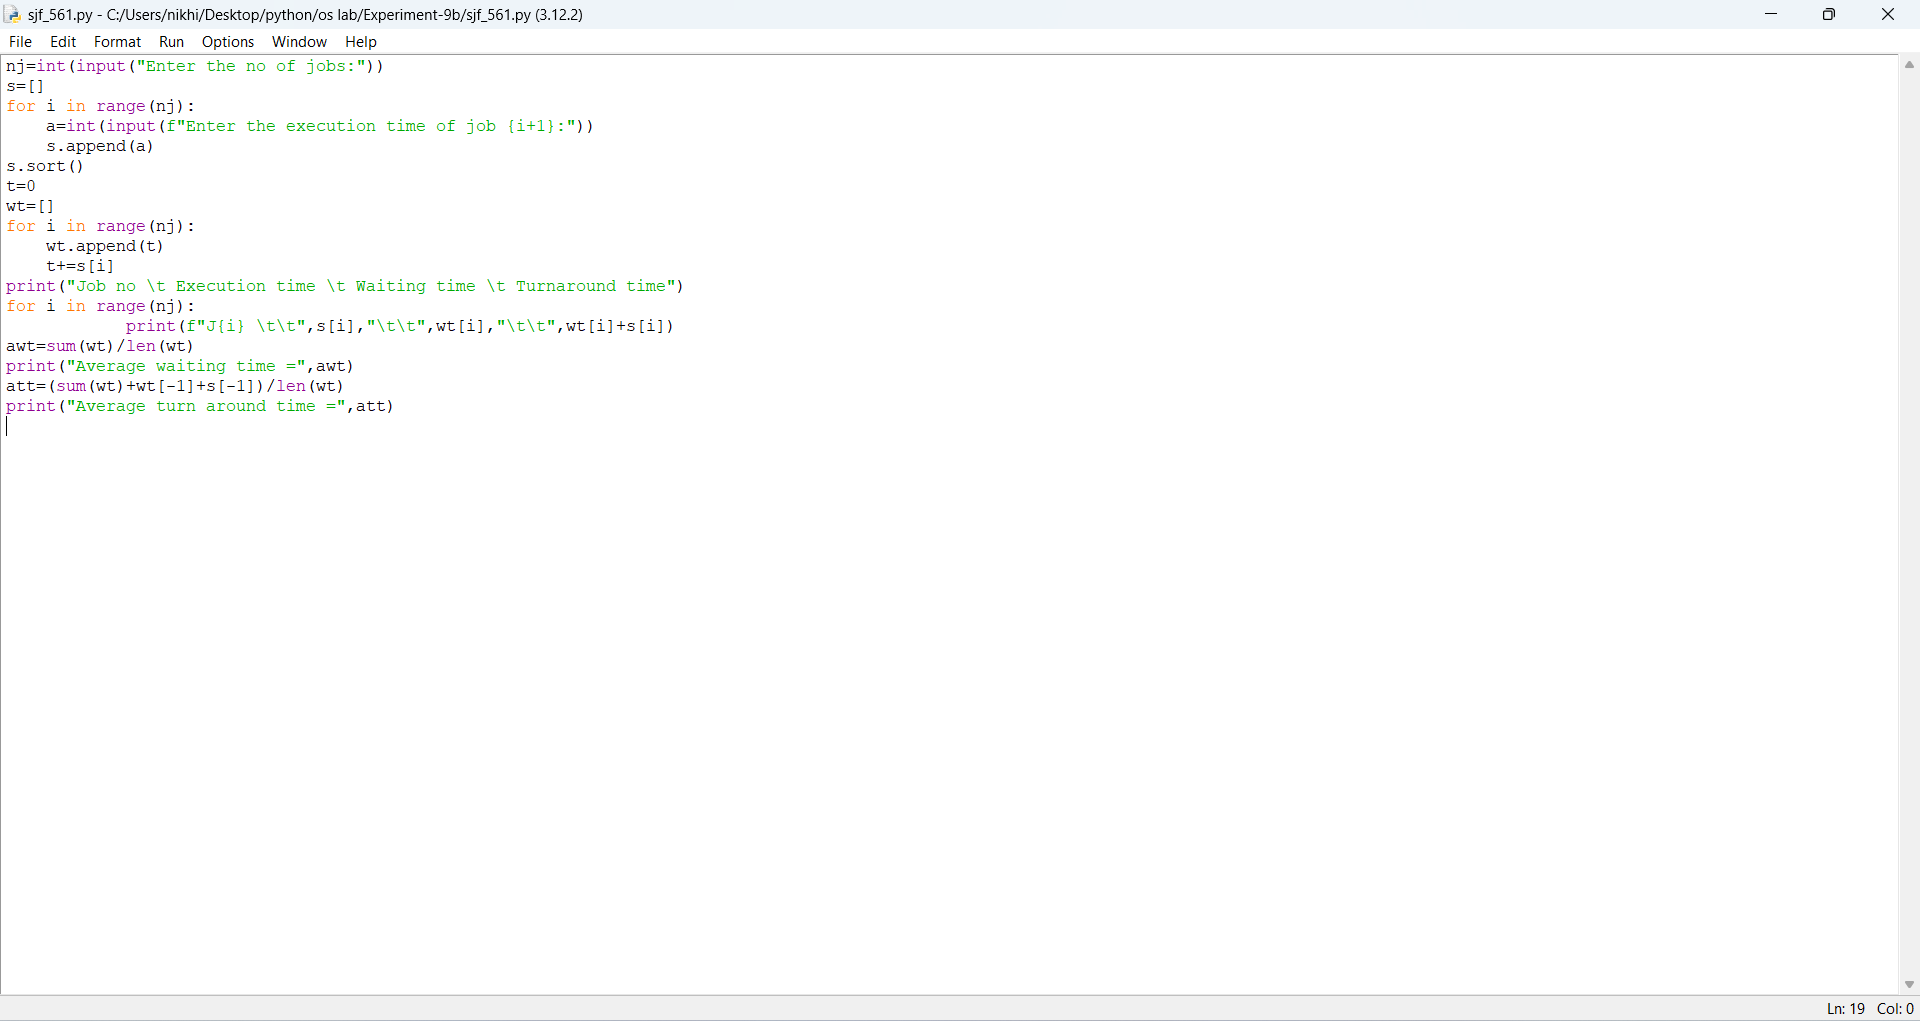 sjf_561.py - C:/Users/nikhi/Desktop/python/os lab/Experiment-9b/sjf_561.py (3.12.2)
File Edit Format Run Options Window Help
nj=int(input("Enter the no of jobs:"))
s=[]
for i in range(nj):
    a=int(input(f"Enter the execution time of job {i+1}:"))
    s.append(a)
s.sort()
t=0
wt=[]
for i in range(nj):
    wt.append(t)
    t+=s[i]
print("Job no \t Execution time \t Waiting time \t Turnaround time")
for i in range(nj):
            print(f"J{i} \t\t",s[i],"\t\t",wt[i],"\t\t",wt[i]+s[i])
awt=sum(wt)/len(wt)
print("Average waiting time =",awt)
att=(sum(wt)+wt[-1]+s[-1])/len(wt)
print("Average turn around time =",att)
Ln: 19 Col: 0